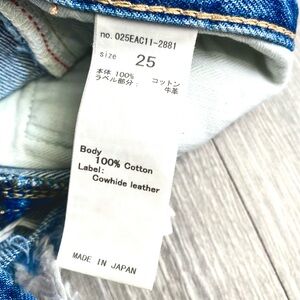 no. 025EAC11-2881
size 25
本体 100% コットン
ラベル部分: 牛革
Body
100% Cotton
Label:
Cowhide leather
MADE IN JAPAN